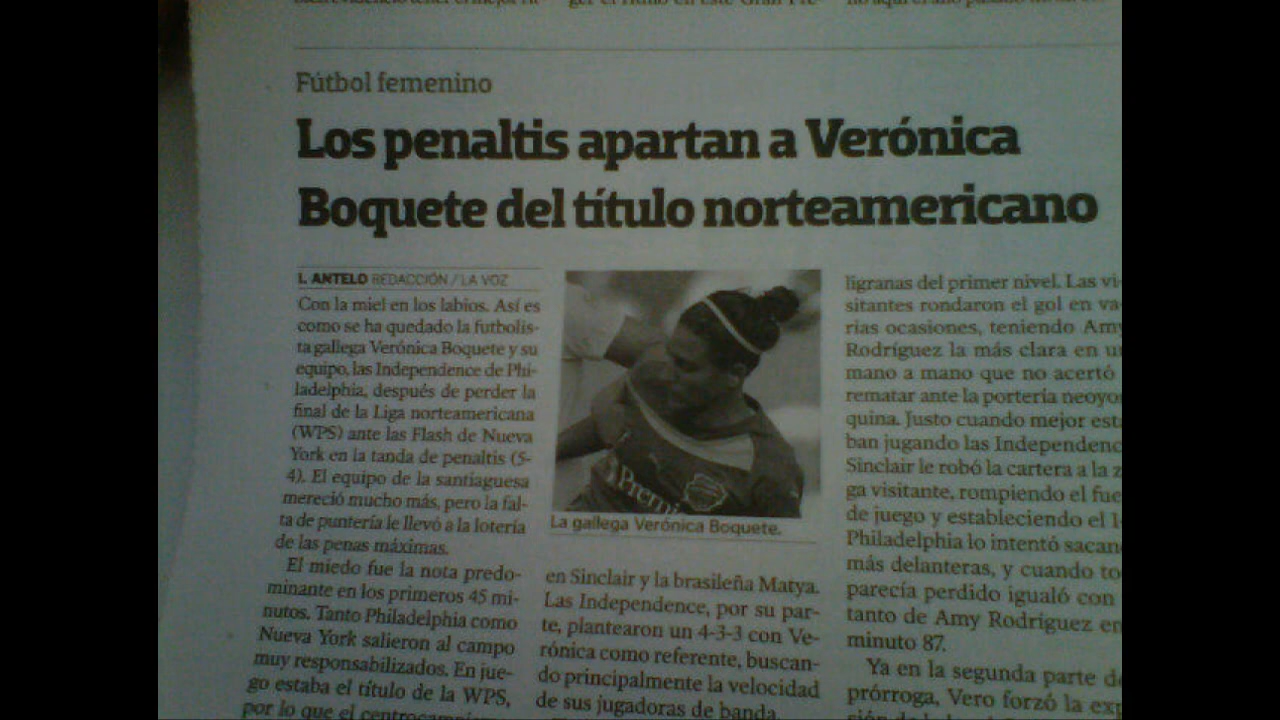 Fútbol femenino
Los penaltis apartan a Verónica
Boquete del título norteamericano
L. ANTELO REDACCIÓN / LA VOZ
Con la miel en los labios. Así es
como se ha quedado la futbolis-
ta gallega Verónica Boquete y su
equipo, las Independence de Phi-
ladelphia, después de perder la
final de la Liga norteamericana
(WPS) ante las Flash de Nueva
York en la tanda de penaltis (5-
4). El equipo de la santiaguesa
mereció mucho más, pero la fal-
ta de puntería le llevó a la lotería
de las penas máximas.
El miedo fue la nota predo-
minante en los primeros 45 mi-
nutos. Tanto Philadelphia como
Nueva York salieron al campo
muy responsabilizados. En jue-
go estaba el título de la WPS,
por lo que el
Premi
La gallega Verónica Boquete.
en Sinclair y la brasileña Matya.
Las Independence, por su par-
te, plantearon un 4-3-3 con Ve-
rónica como referente, buscan-
do principalmente la velocidad
de sus jugadoras de banda.
ligranas del primer nivel. Las vi-
sitantes rondaron el gol en va-
rias ocasiones, teniendo Amy
Rodríguez la más clara en un
mano a mano que no acertó
rematar ante la portería neoyor
quina. Justo cuando mejor esta
ban jugando las Independenc
Sinclair le robó la cartera a la z
ga visitante, rompiendo el fue
de juego y estableciendo el 1-
Philadelphia lo intentó sacan
más delanteras, y cuando to
parecía perdido igualó con
tanto de Amy Rodríguez en
minuto 87.
Ya en la segunda parte de
prórroga, Vero forzó la exp